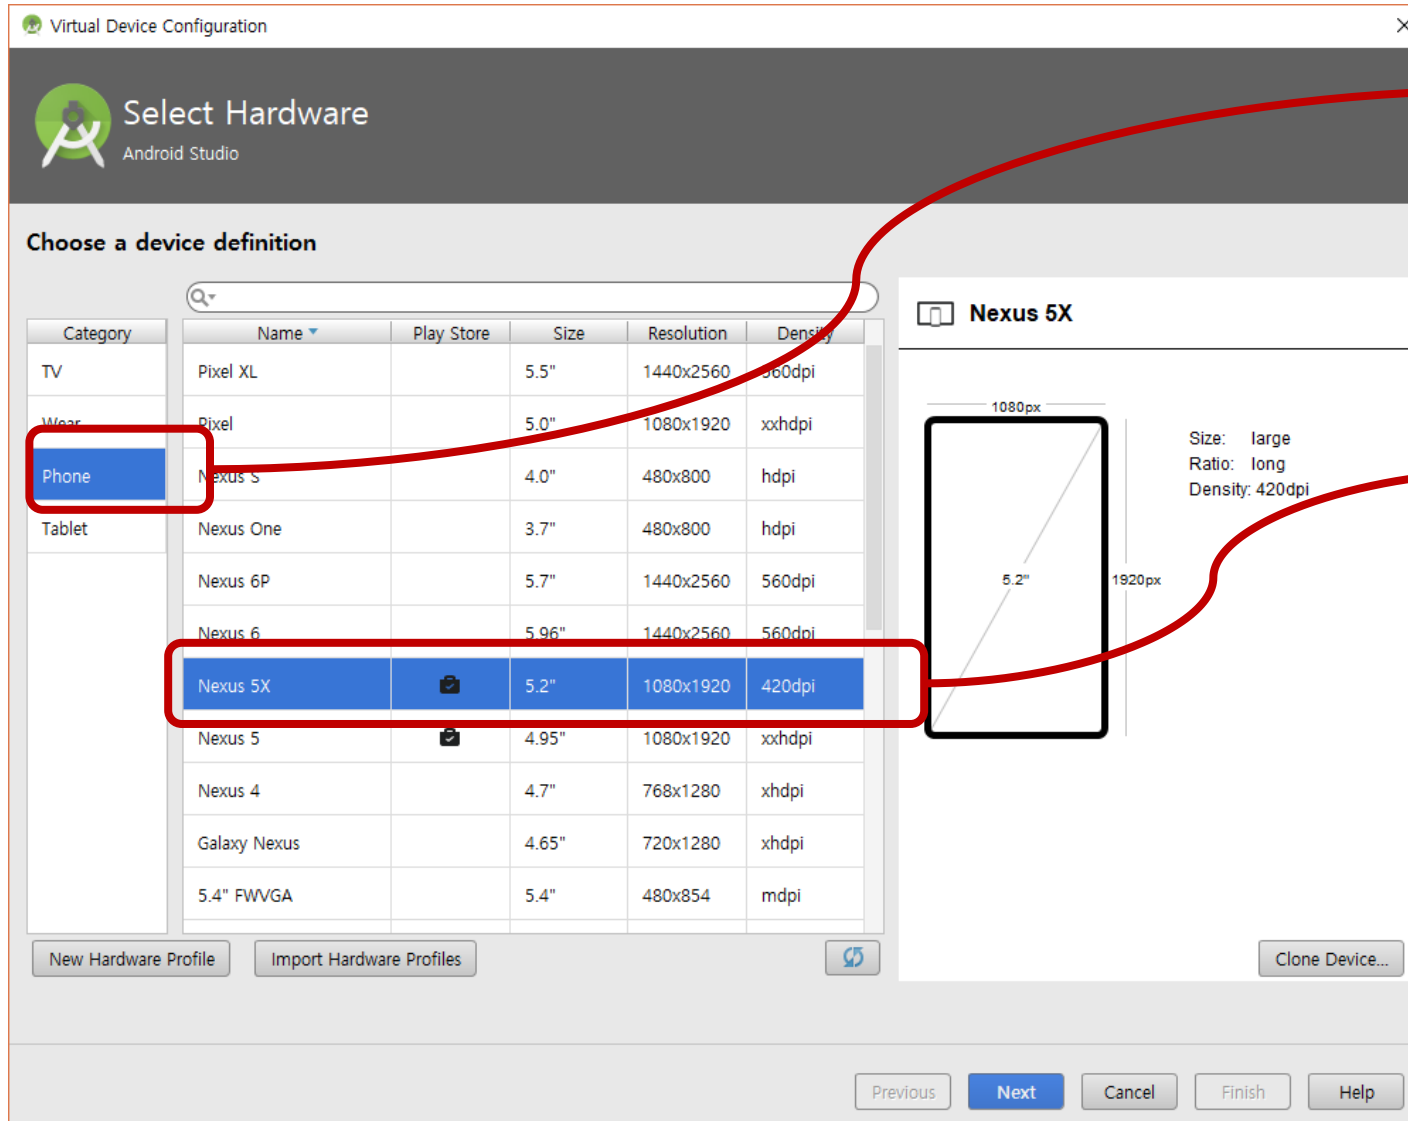 Virtual Device Configuration
Select Hardware
Android Studio
Choose a device definition
Category Name Play Store Size Resolution Density
TV Pixel XL 5.5" 1440x2560 560dpi
Wear Pixel 5.0" 1080x1920 xxhdpi
Phone Nexus S 4.0" 480x800 hdpi
Tablet Nexus One 3.7" 480x800 hdpi
Nexus 6P 5.7" 1440x2560 560dpi
Nexus 6 5.96" 1440x2560 560dpi
Nexus 5X 5.2" 1080x1920 420dpi
Nexus 5 4.95" 1080x1920 xxhdpi
Nexus 4 4.7" 768x1280 xhdpi
Galaxy Nexus 4.65" 720x1280 xhdpi
5.4" FWVGA 5.4" 480x854 mdpi
New Hardware Profile Import Hardware Profiles
Nexus 5X
1080px
Size: large
Ratio: long
Density: 420dpi
5.2" 1920px
Clone Device...
Previous Next Cancel Finish Help